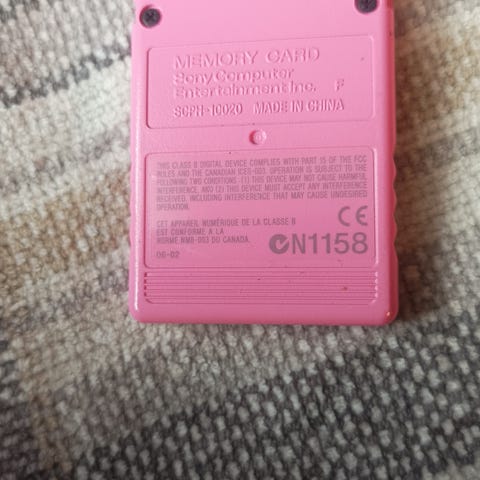 MEMORY CARD
Sony Computer
Entertainment Inc. F
SCPH-10020 MADE IN CHINA
THIS CLASS B DIGITAL DEVICE COMPLIES WITH PART 15 OF THE FCC
RULES AND THE CANADIAN ICES-003. OPERATION IS SUBJECT TO THE
FOLLOWING TWO CONDITIONS: (1) THIS DEVICE MAY NOT CAUSE HARMFUL
INTERFERENCE, AND (2) THIS DEVICE MUST ACCEPT ANY INTERFERENCE
RECEIVED, INCLUDING INTERFERENCE THAT MAY CAUSE UNDESIRED
OPERATION.
CET APPAREIL NUMÉRIQUE DE LA CLASSE B
EST CONFORME A LA
NORME NMB-003 DU CANADA.
CE
N1158
06-02